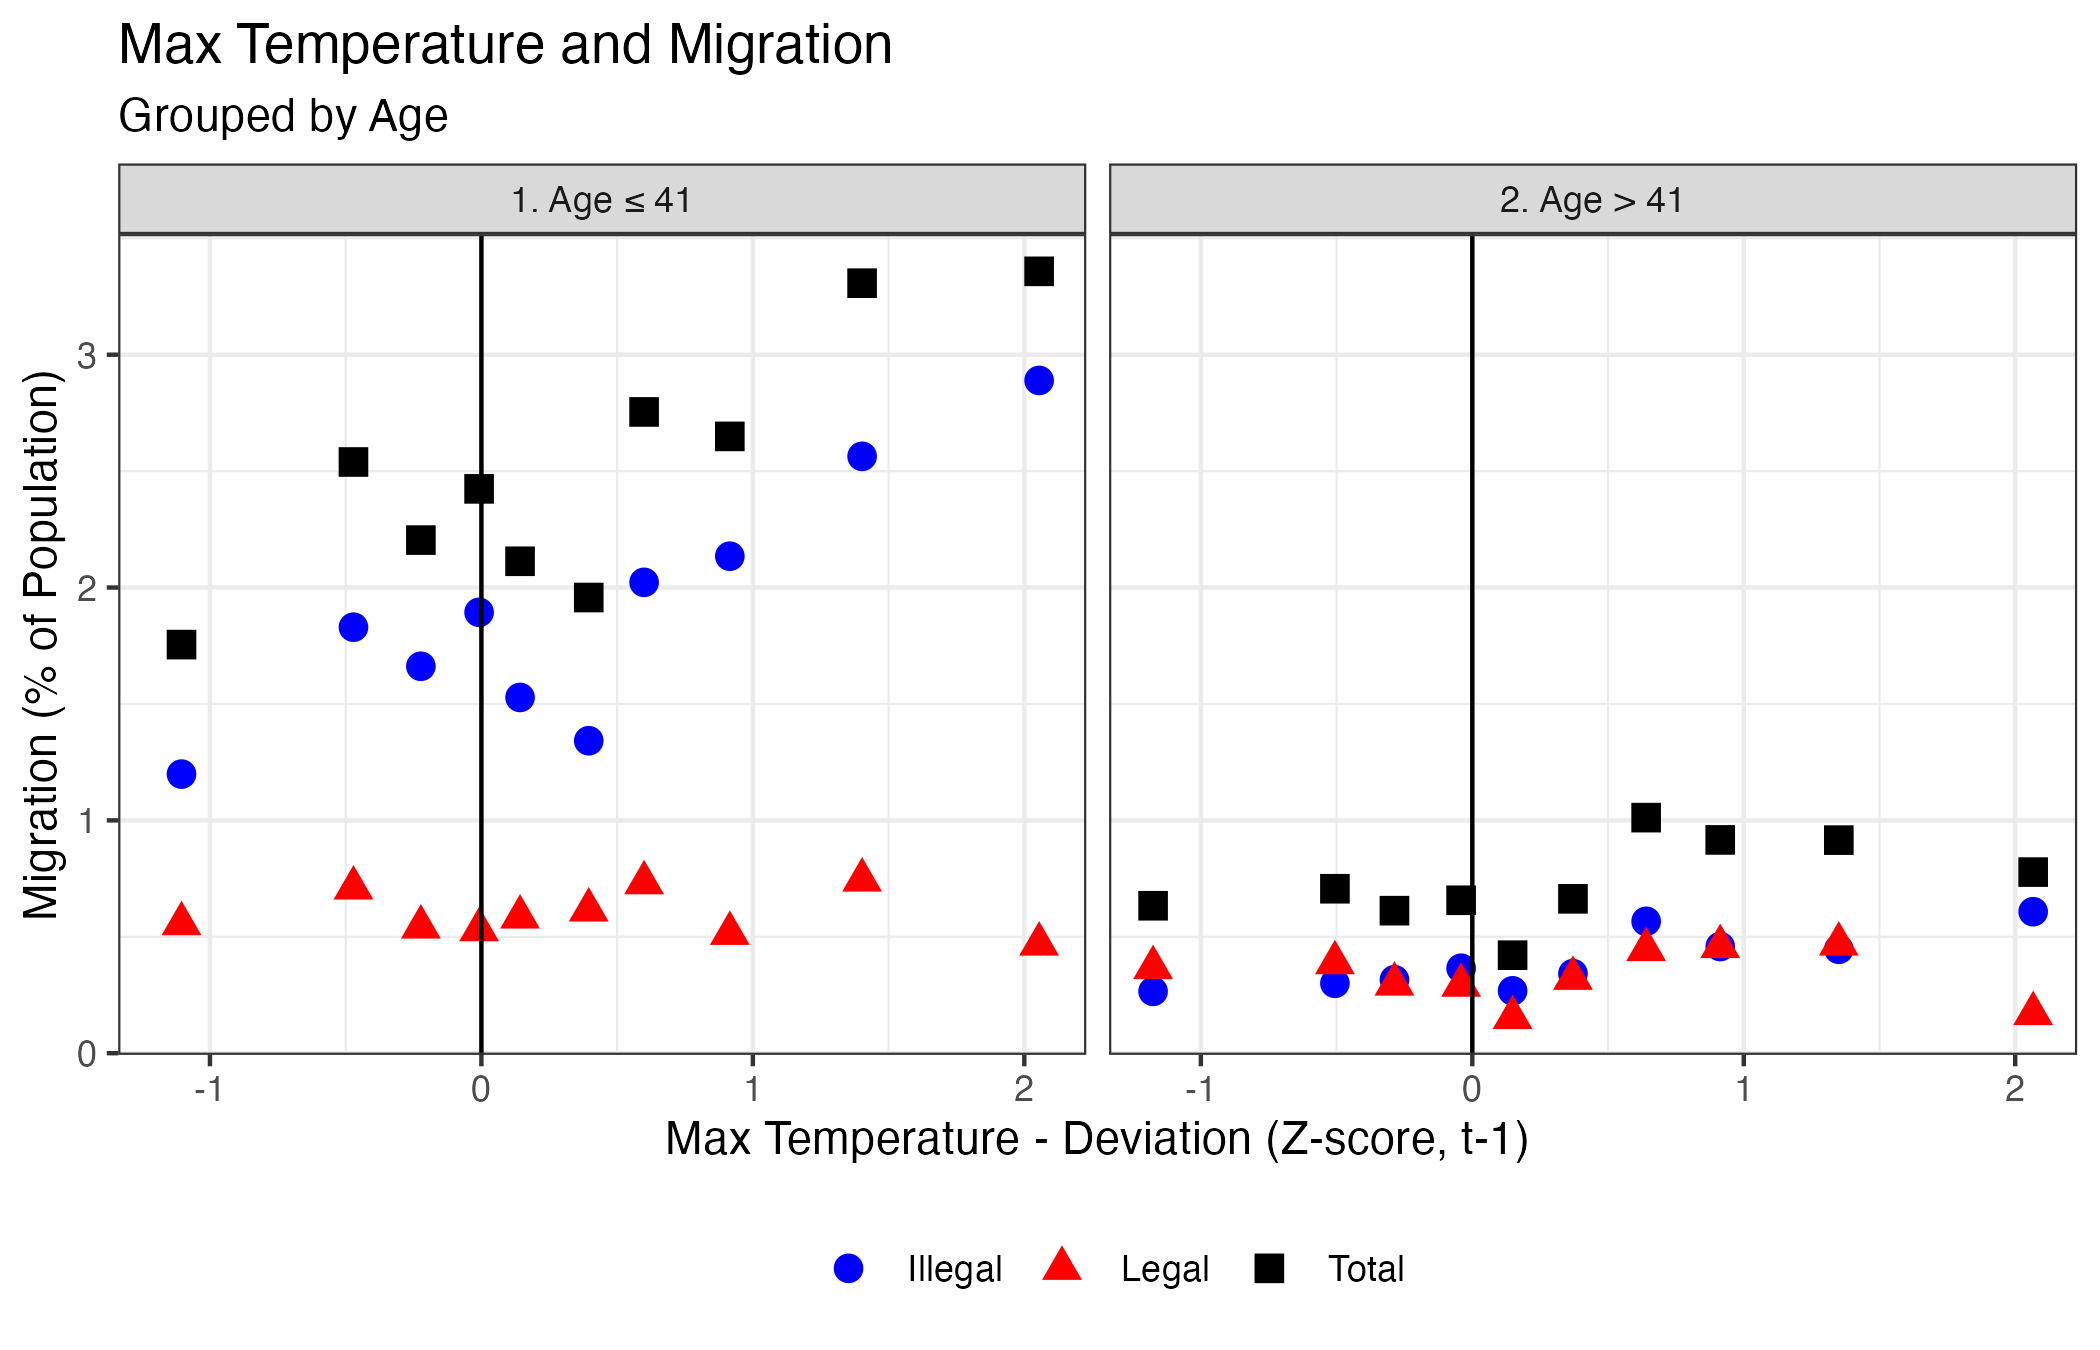 Max Temperature and Migration
Grouped by Age
1. Age ≤ 41
2. Age > 41
Migration (% of Population)
3
2
1
0
-1 0 1 2
-1 0 1 2
Max Temperature - Deviation (Z-score, t-1)
Illegal Legal Total